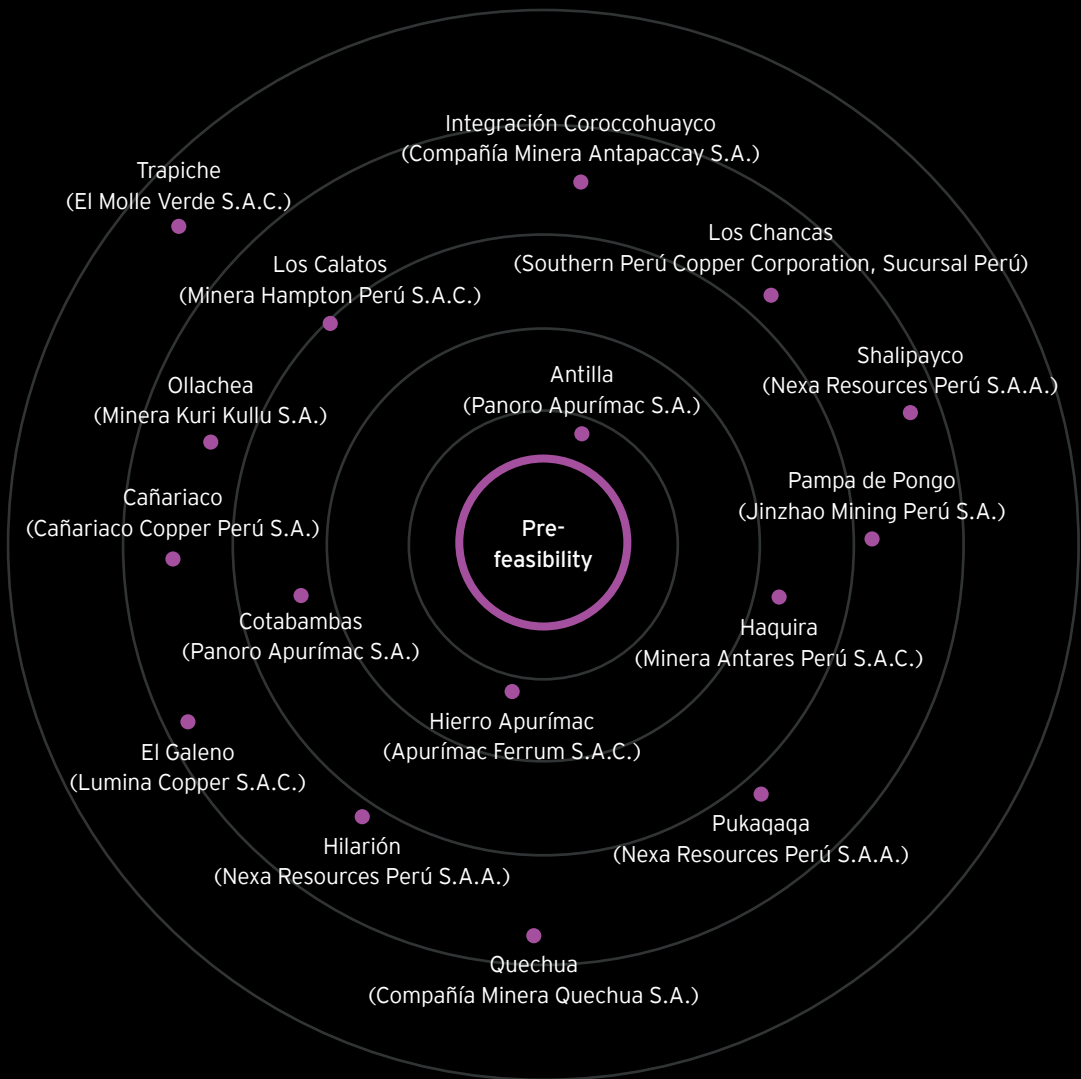 Integración Coroccohuayco
(Compañía Minera Antapaccay S.A.)
Trapiche
(El Molle Verde S.A.C.)
Los Chancas
(Southern Perú Copper Corporation, Sucursal Perú)
Los Calatos
(Minera Hampton Perú S.A.C.)
Shalipayco
(Nexa Resources Perú S.A.A.)
Antilla
(Panoro Apurímac S.A.)
Ollachea
(Minera Kuri Kullu S.A.)
Pampa de Pongo
(Jinzhao Mining Perú S.A.)
Cañariaco
(Cañariaco Copper Perú S.A.)
Pre-
feasibility
Cotabambas
(Panoro Apurímac S.A.)
Haquira
(Minera Antares Perú S.A.C.)
Hierro Apurímac
(Apurímac Ferrum S.A.C.)
El Galeno
(Lumina Copper S.A.C.)
Pukaqaqa
(Nexa Resources Perú S.A.A.)
Hilarión
(Nexa Resources Perú S.A.A.)
Quechua
(Compañía Minera Quechua S.A.)